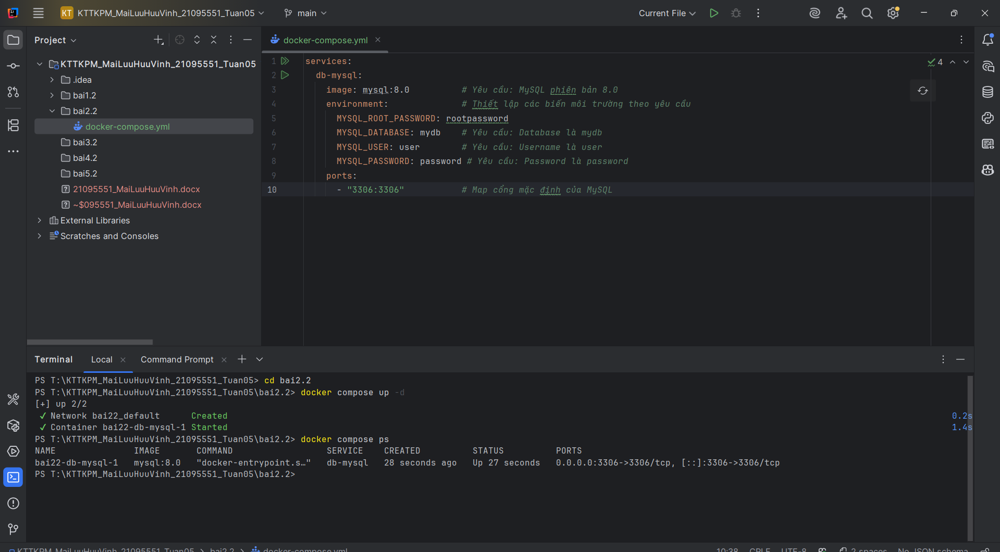 KT KTTKPM_MaiLuuHuuVinh_21095551_Tuan05 main Current File
Project
KTTKPM_MaiLuuHuuVinh_21095551_Tuan05
.idea
bai1.2
bai2.2
docker-compose.yml
bai3.2
bai4.2
bai5.2
21095551_MaiLuuHuuVinh.docx
~$095551_MaiLuuHuuVinh.docx
External Libraries
Scratches and Consoles
docker-compose.yml
4
1 services:
2 db-mysql:
3 image: mysql:8.0 # Yêu cầu: MySQL phiên bản 8.0
4 environment: # Thiết lập các biến môi trường theo yêu cầu
5 MYSQL_ROOT_PASSWORD: rootpassword
6 MYSQL_DATABASE: mydb # Yêu cầu: Database là mydb
7 MYSQL_USER: user # Yêu cầu: Username là user
8 MYSQL_PASSWORD: password # Yêu cầu: Password là password
9 ports:
10 - "3306:3306" # Map cổng mặc định của MySQL
Terminal Local Command Prompt
PS T:\KTTKPM_MaiLuuHuuVinh_21095551_Tuan05> cd bai2.2
PS T:\KTTKPM_MaiLuuHuuVinh_21095551_Tuan05\bai2.2> docker compose up -d
[+] up 2/2
✓ Network bai22_default Created 0.2s
✓ Container bai22-db-mysql-1 Started 1.4s
PS T:\KTTKPM_MaiLuuHuuVinh_21095551_Tuan05\bai2.2> docker compose ps
NAME IMAGE COMMAND SERVICE CREATED STATUS PORTS
bai22-db-mysql-1 mysql:8.0 "docker-entrypoint.s…" db-mysql 28 seconds ago Up 27 seconds 0.0.0.0:3306->3306/tcp, [::]:3306->3306/tcp
PS T:\KTTKPM_MaiLuuHuuVinh_21095551_Tuan05\bai2.2>
KTTKPM_MaiLuuHuuVinh_21095551_Tuan05 > bai2.2 > docker-compose.yml 10:38 CRLF UTF-8 2 spaces No JSON schema